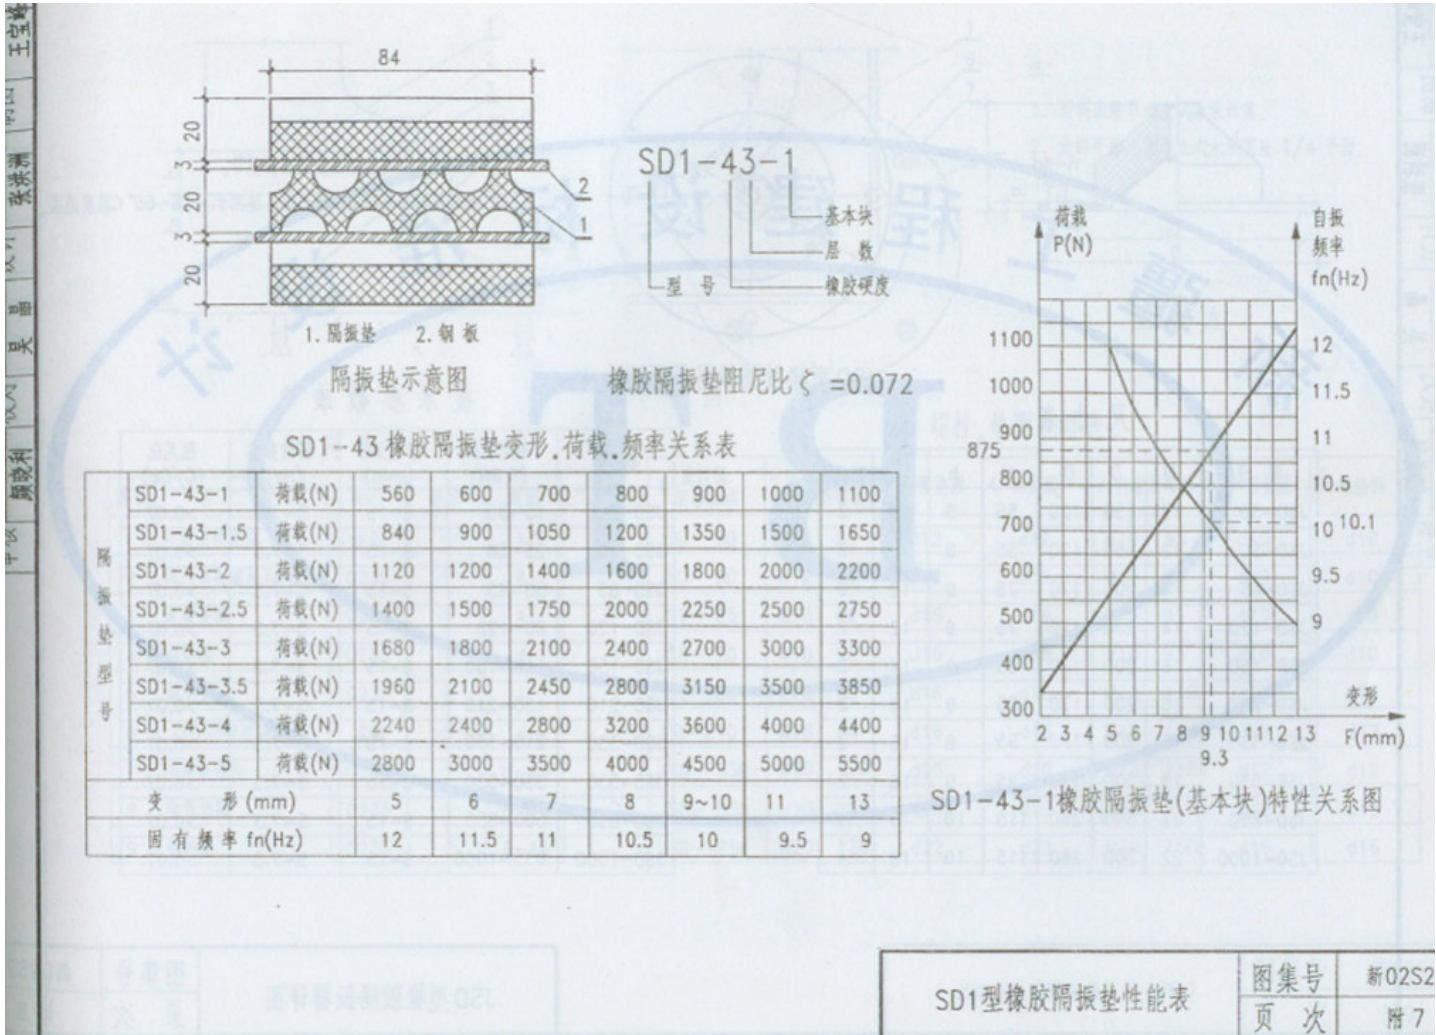 84
20
3
20
3
20
2
1
1. 隔振垫 2. 钢板
隔振垫示意图
SD1-43-1
基本块
层 数
型 号
橡胶硬度
橡胶隔振垫阻尼比ζ=0.072
SD1-43橡胶隔振垫变形.荷载.频率关系表
隔振垫型号
SD1-43-1 荷载(N) 560 600 700 800 900 1000 1100
SD1-43-1.5 荷载(N) 840 900 1050 1200 1350 1500 1650
SD1-43-2 荷载(N) 1120 1200 1400 1600 1800 2000 2200
SD1-43-2.5 荷载(N) 1400 1500 1750 2000 2250 2500 2750
SD1-43-3 荷载(N) 1680 1800 2100 2400 2700 3000 3300
SD1-43-3.5 荷载(N) 1960 2100 2450 2800 3150 3500 3850
SD1-43-4 荷载(N) 2240 2400 2800 3200 3600 4000 4400
SD1-43-5 荷载(N) 2800 3000 3500 4000 4500 5000 5500
变 形(mm) 5 6 7 8 9~10 11 13
固有频率fn(Hz) 12 11.5 11 10.5 10 9.5 9
荷载
P(N)
自振
频率
fn(Hz)
1100 12
1000 11.5
900 11
875
800 10.5
700 10 10.1
600 9.5
500 9
400
300
变形
F(mm)
2 3 4 5 6 7 8 9 10 11 12 13
9.3
SD1-43-1橡胶隔振垫(基本块)特性关系图
SD1型橡胶隔振垫性能表
图集号 新02S2
页 次 附7
张洪洲
吴晶